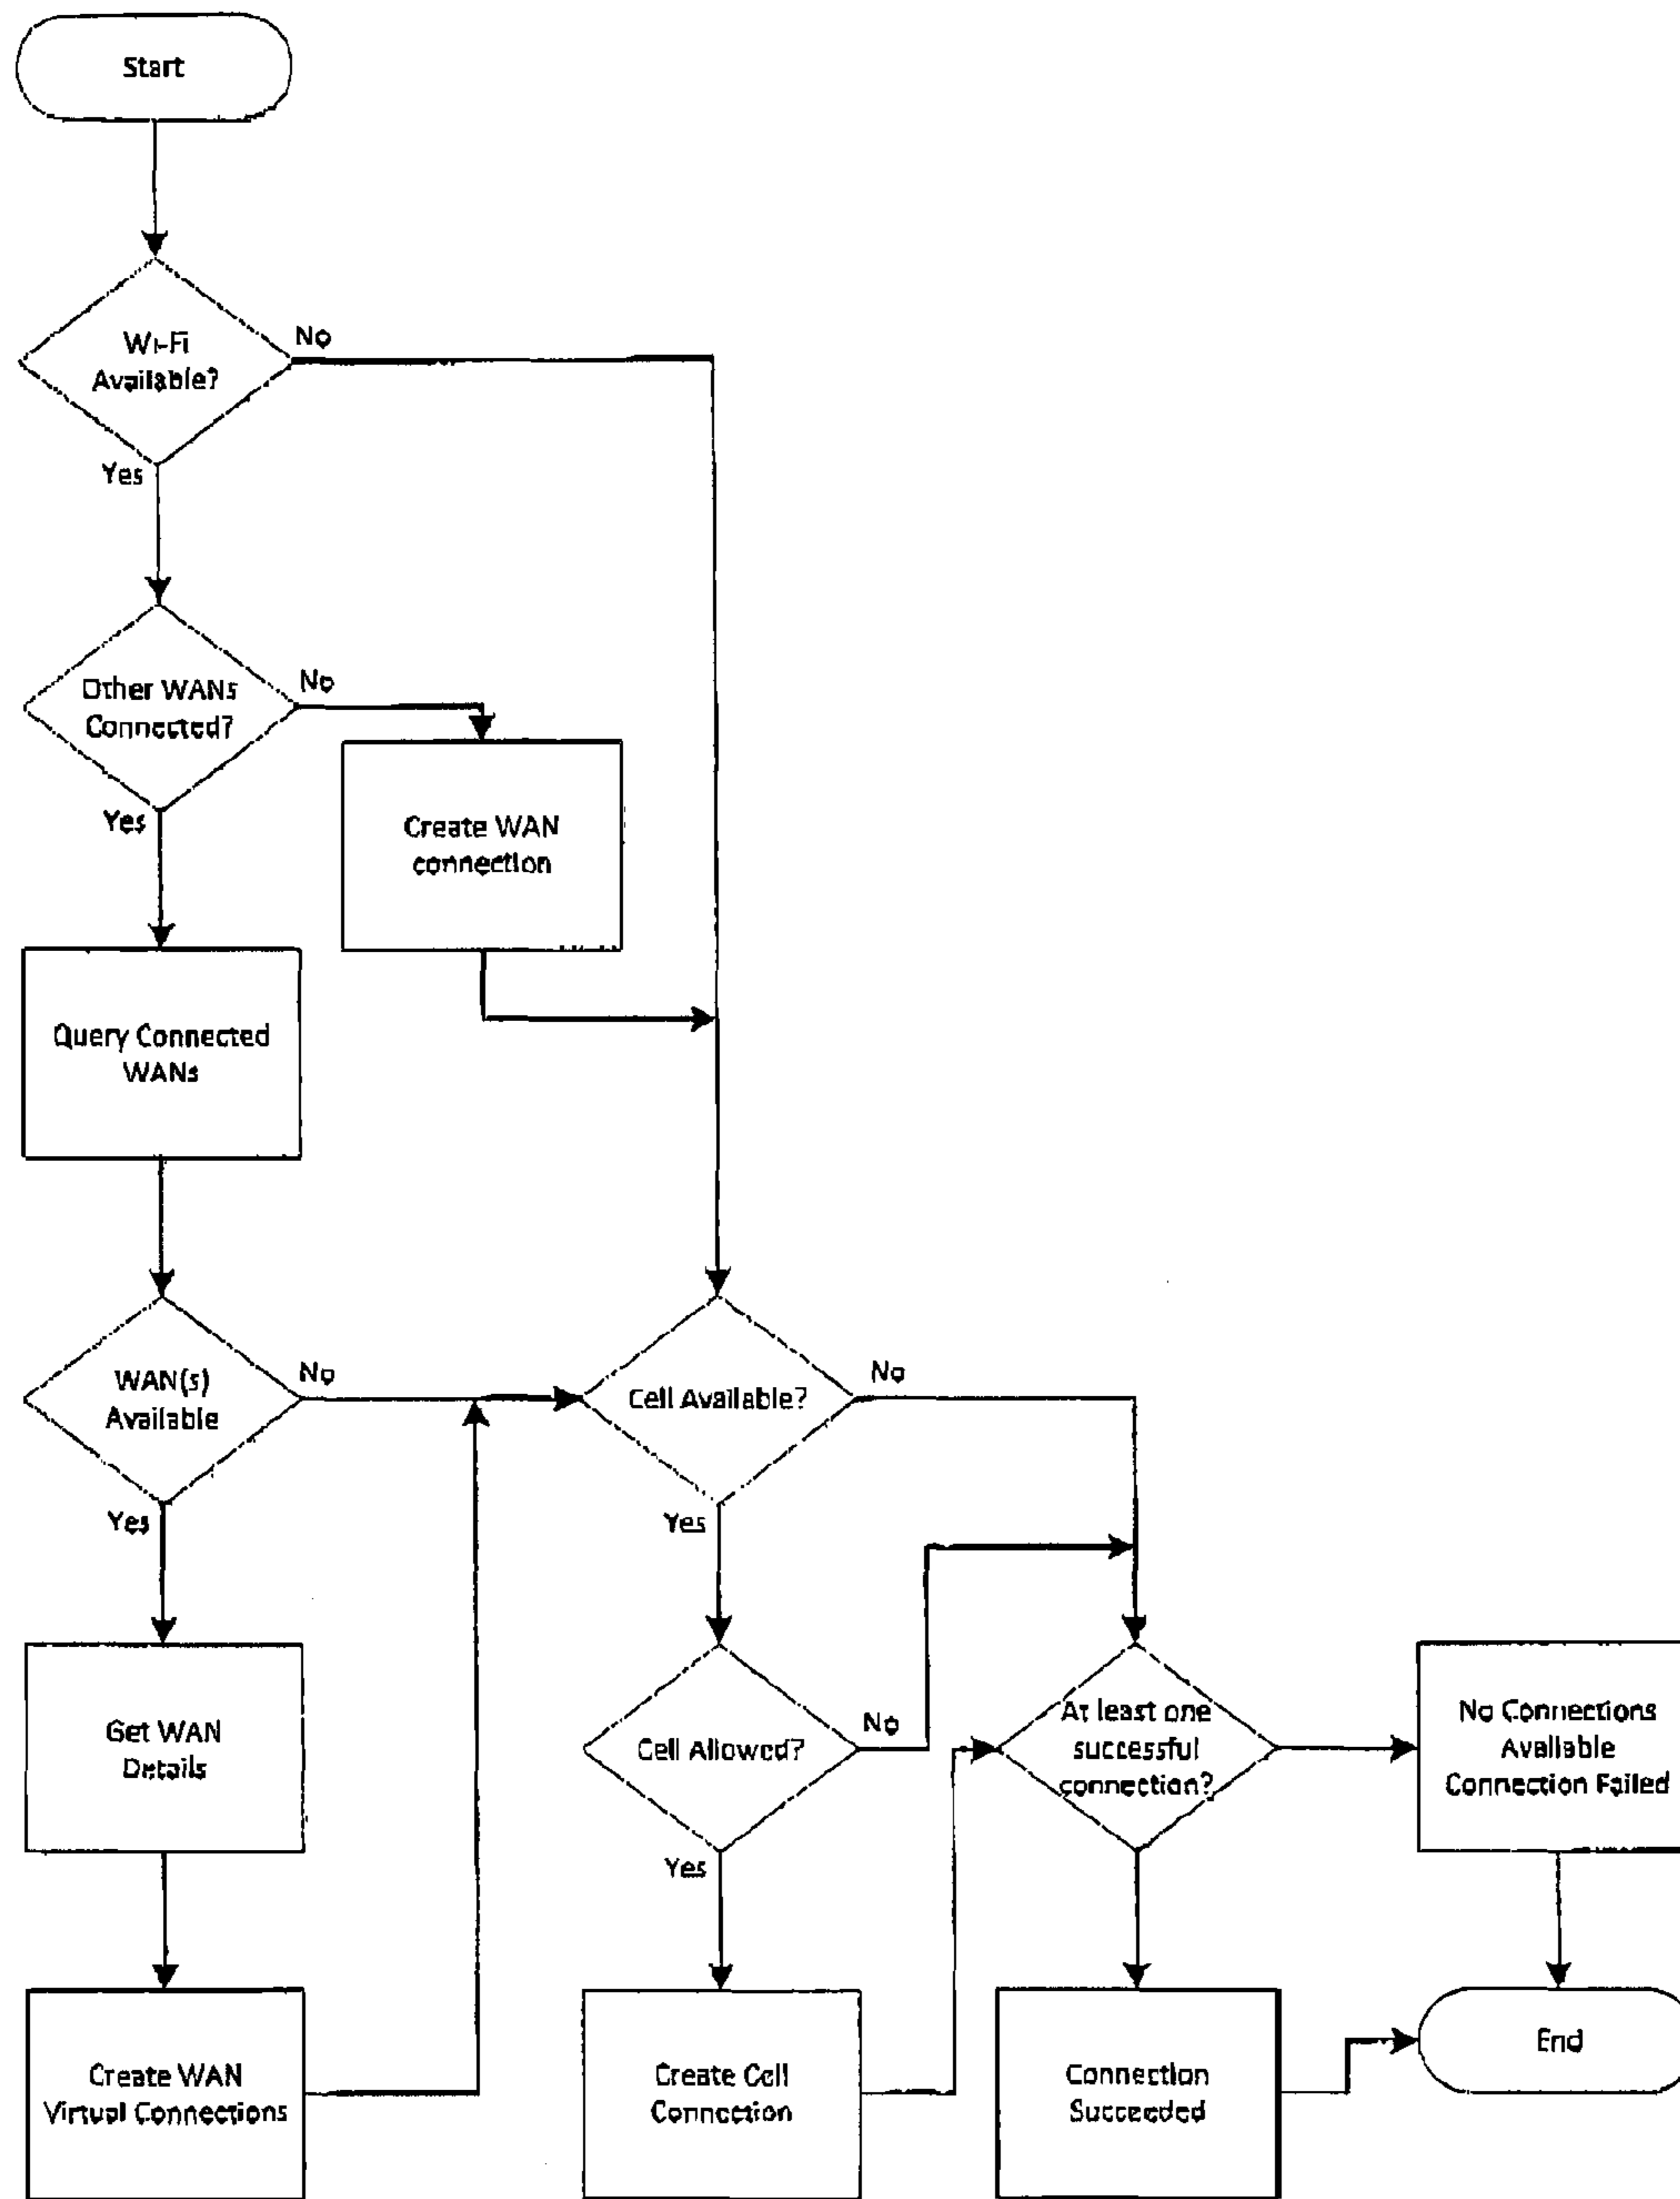 Start
Wi-Fi
Available?
No
Yes
Other WANs
Connected?
No
Yes
Create WAN
connection
Query Connected
WANs
WAN(s)
Available
No
Yes
Cell Available?
No
Yes
Get WAN
Details
Cell Allowed?
No
Yes
At least one
successful
connection?
No Connections
Available
Connection Failed
Create WAN
Virtual Connections
Create Cell
Connection
Connection
Succeeded
End